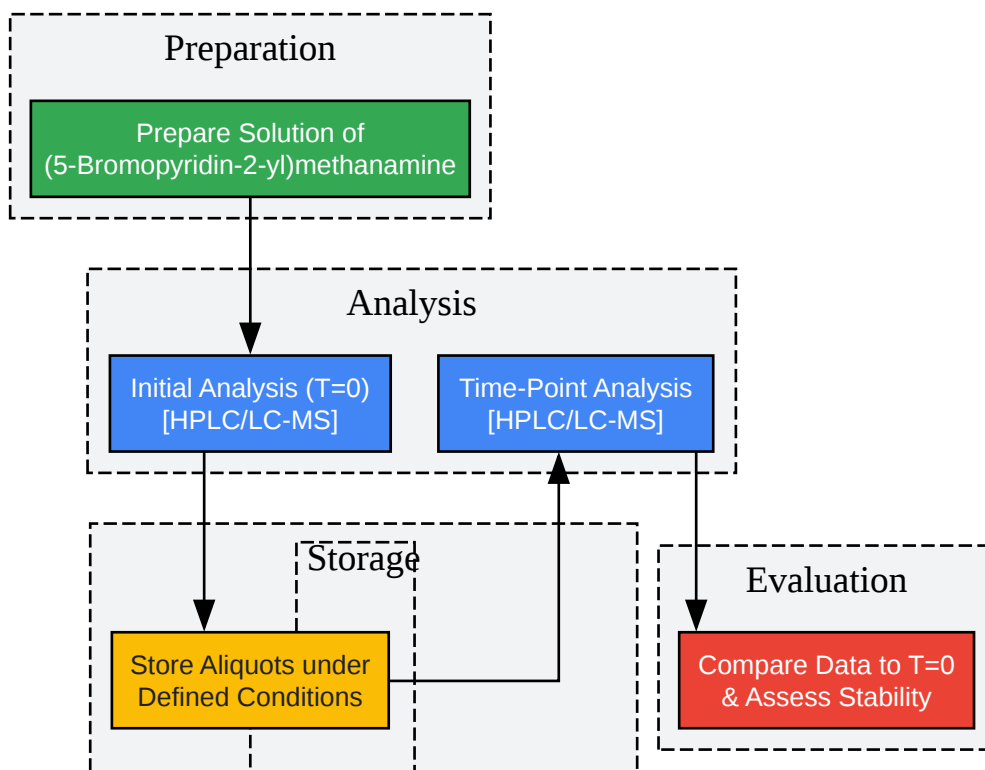 Preparation
Prepare Solution of
(5-Bromopyridin-2-yl)methanamine
Analysis
Initial Analysis (T=0)
[HPLC/LC-MS]
Time-Point Analysis
[HPLC/LC-MS]
Storage
Store Aliquots under
Defined Conditions
Evaluation
Compare Data to T=0
& Assess Stability